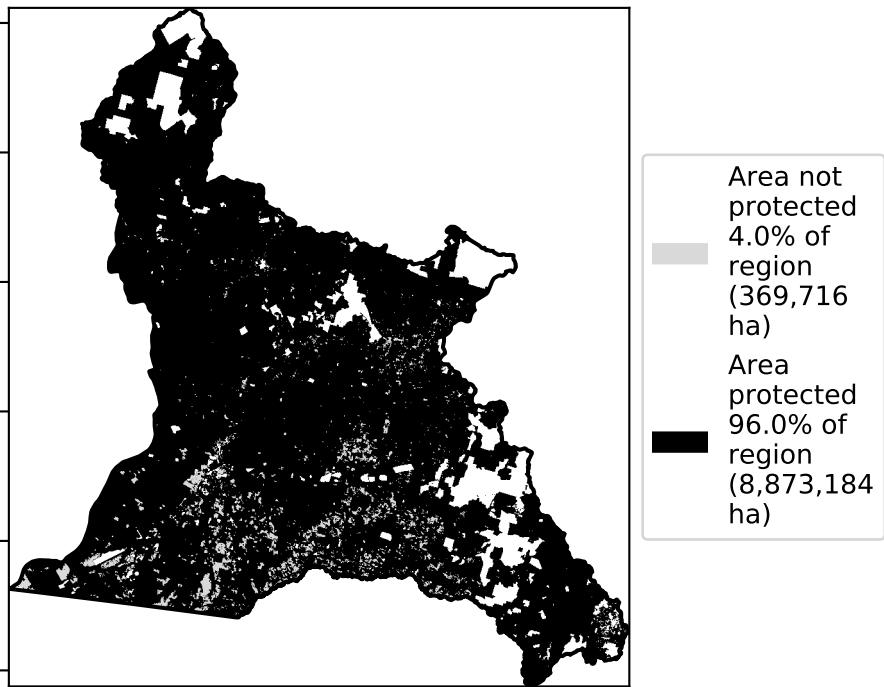 Area not
protected
4.0% of
region
(369,716
ha)
Area
protected
96.0% of
region
(8,873,184
ha)